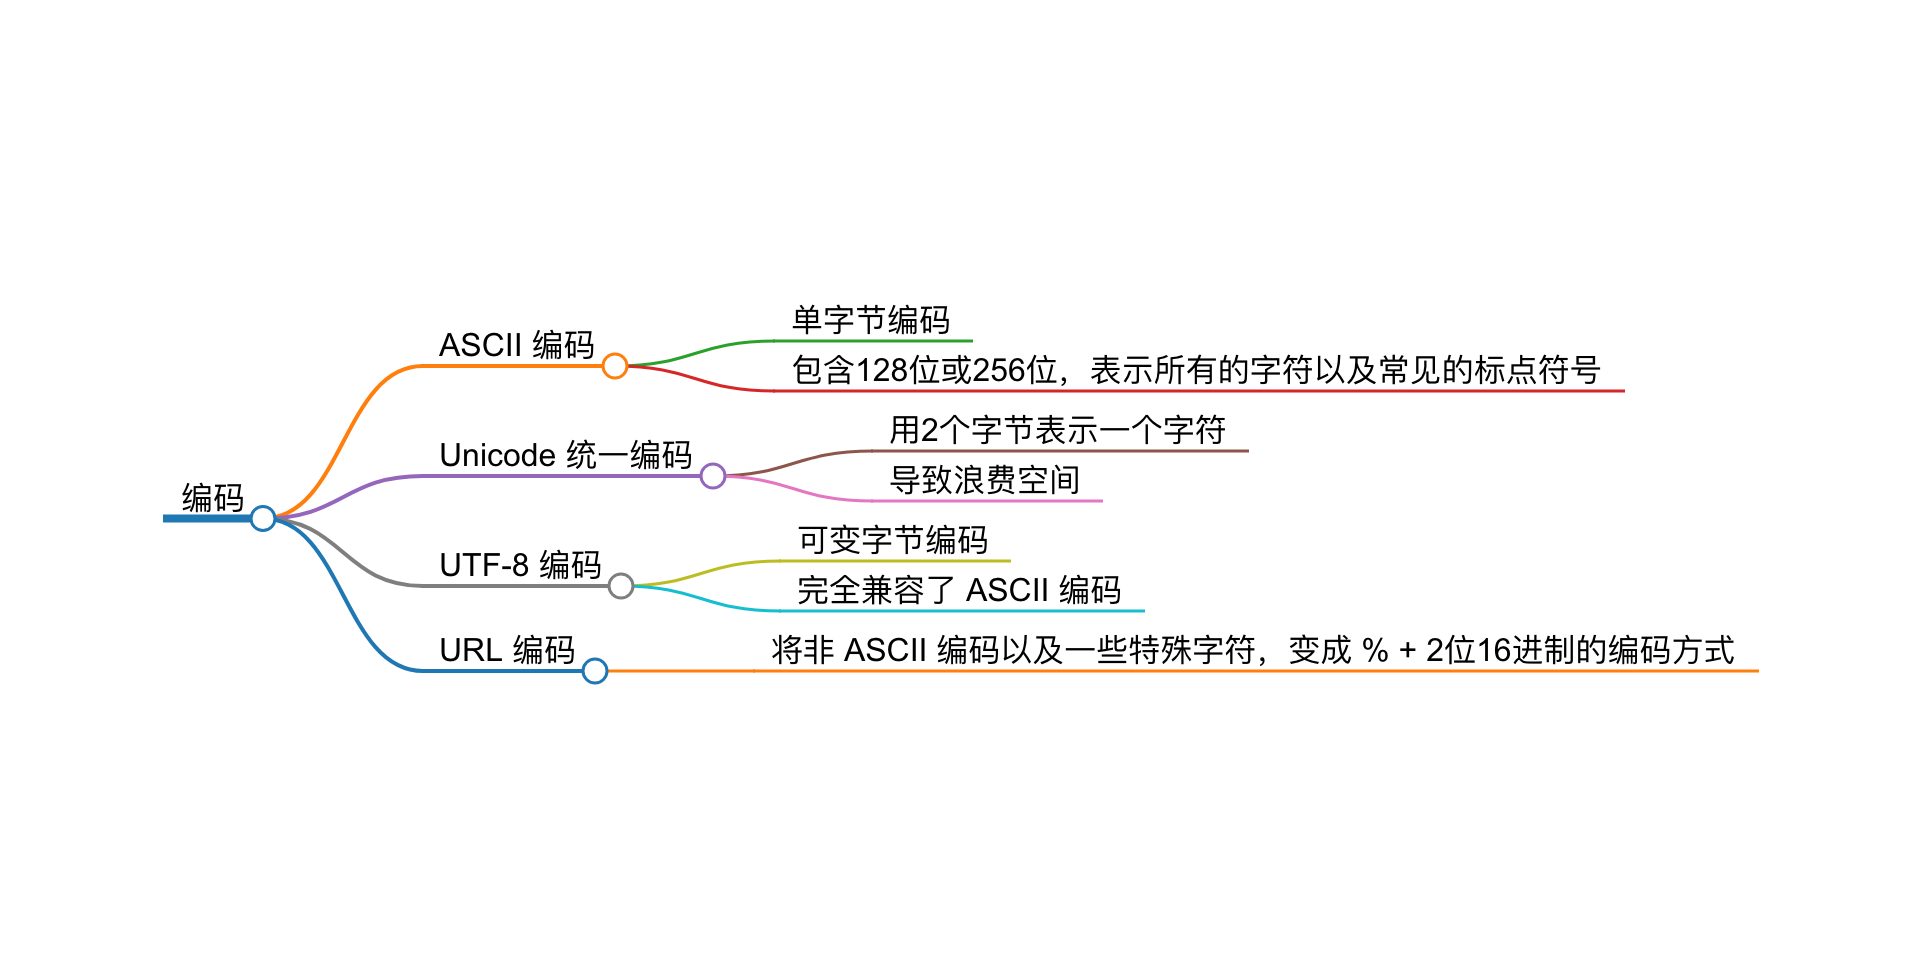 编码
ASCII 编码
单字节编码
包含128位或256位，表示所有的字符以及常见的标点符号
Unicode 统一编码
用2个字节表示一个字符
导致浪费空间
UTF-8 编码
可变字节编码
完全兼容了 ASCII 编码
URL 编码
将非 ASCII 编码以及一些特殊字符，变成 % + 2位16进制的编码方式